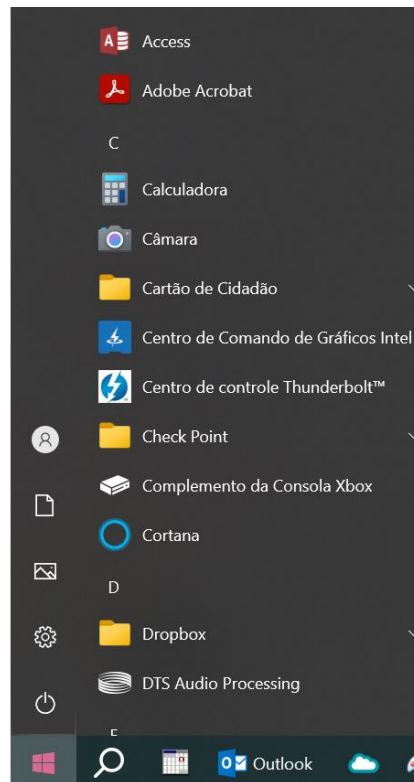 Access
Adobe Acrobat
C
Calculadora
Câmara
Cartão de Cidadão
Centro de Comando de Gráficos Intel
Centro de controle Thunderbolt™
Check Point
Complemento da Consola Xbox
Cortana
D
Dropbox
DTS Audio Processing
Outlook